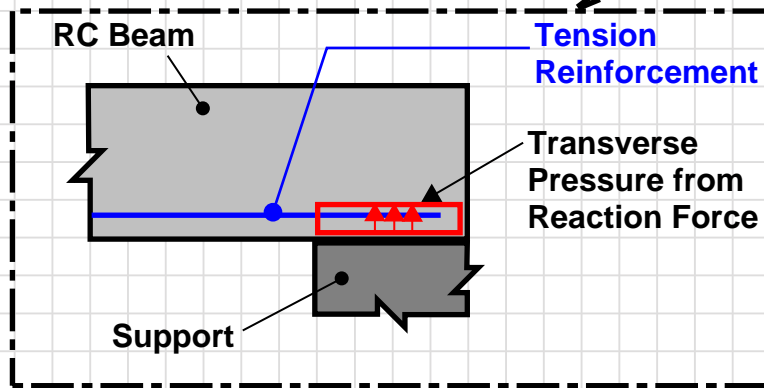 RC Beam
Tension
Reinforcement
Transverse
Pressure from
Reaction Force
Support